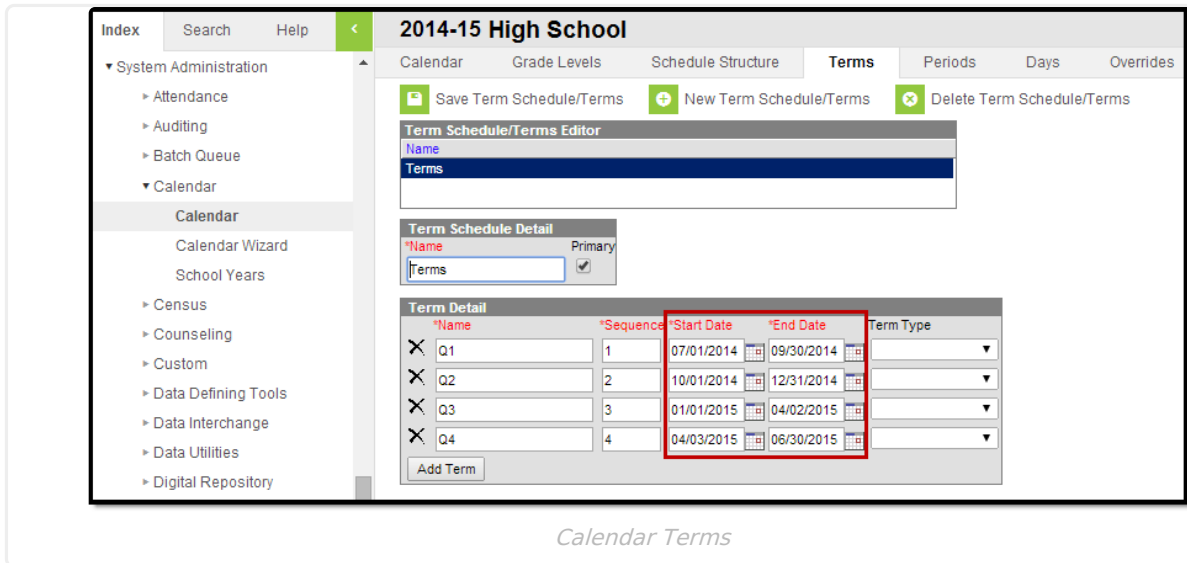 Index Search Help <
2014-15 High School
▾ System Administration
▸ Attendance
▸ Auditing
▸ Batch Queue
▾ Calendar
Calendar
Calendar Wizard
School Years
▸ Census
▸ Counseling
▸ Custom
▸ Data Defining Tools
▸ Data Interchange
▸ Data Utilities
▸ Digital Repository
Calendar Grade Levels Schedule Structure Terms Periods Days Overrides
Save Term Schedule/Terms New Term Schedule/Terms Delete Term Schedule/Terms
Term Schedule/Terms Editor
Name
Terms
Term Schedule Detail
*Name Primary
Terms
Term Detail
*Name *Sequence *Start Date *End Date Term Type
X Q1 1 07/01/2014 09/30/2014
X Q2 2 10/01/2014 12/31/2014
X Q3 3 01/01/2015 04/02/2015
X Q4 4 04/03/2015 06/30/2015
Add Term
Calendar Terms